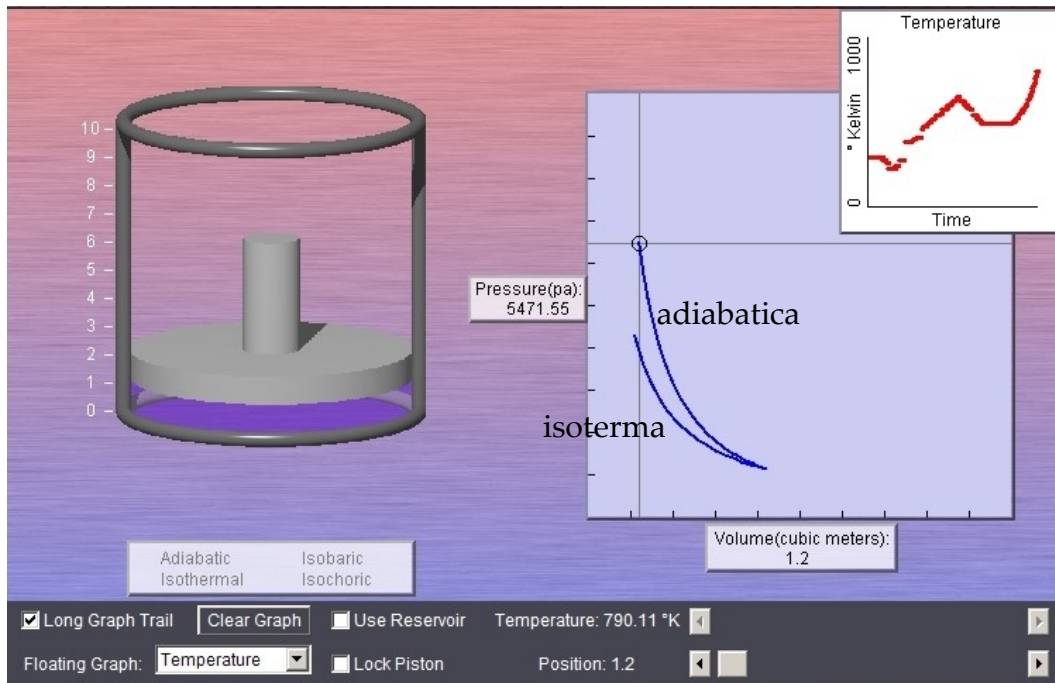 Temperature
1000
° Kelvin
0
Time
10
9
8
7
6
5
4
3
2
1
0
Pressure(pa):
5471.55
adiabatica
isoterma
Volume(cubic meters):
1.2
Adiabatic Isobaric
Isothermal Isochoric
Long Graph Trail Clear Graph Use Reservoir Temperature: 790.11 °K
Floating Graph: Temperature Lock Piston Position: 1.2